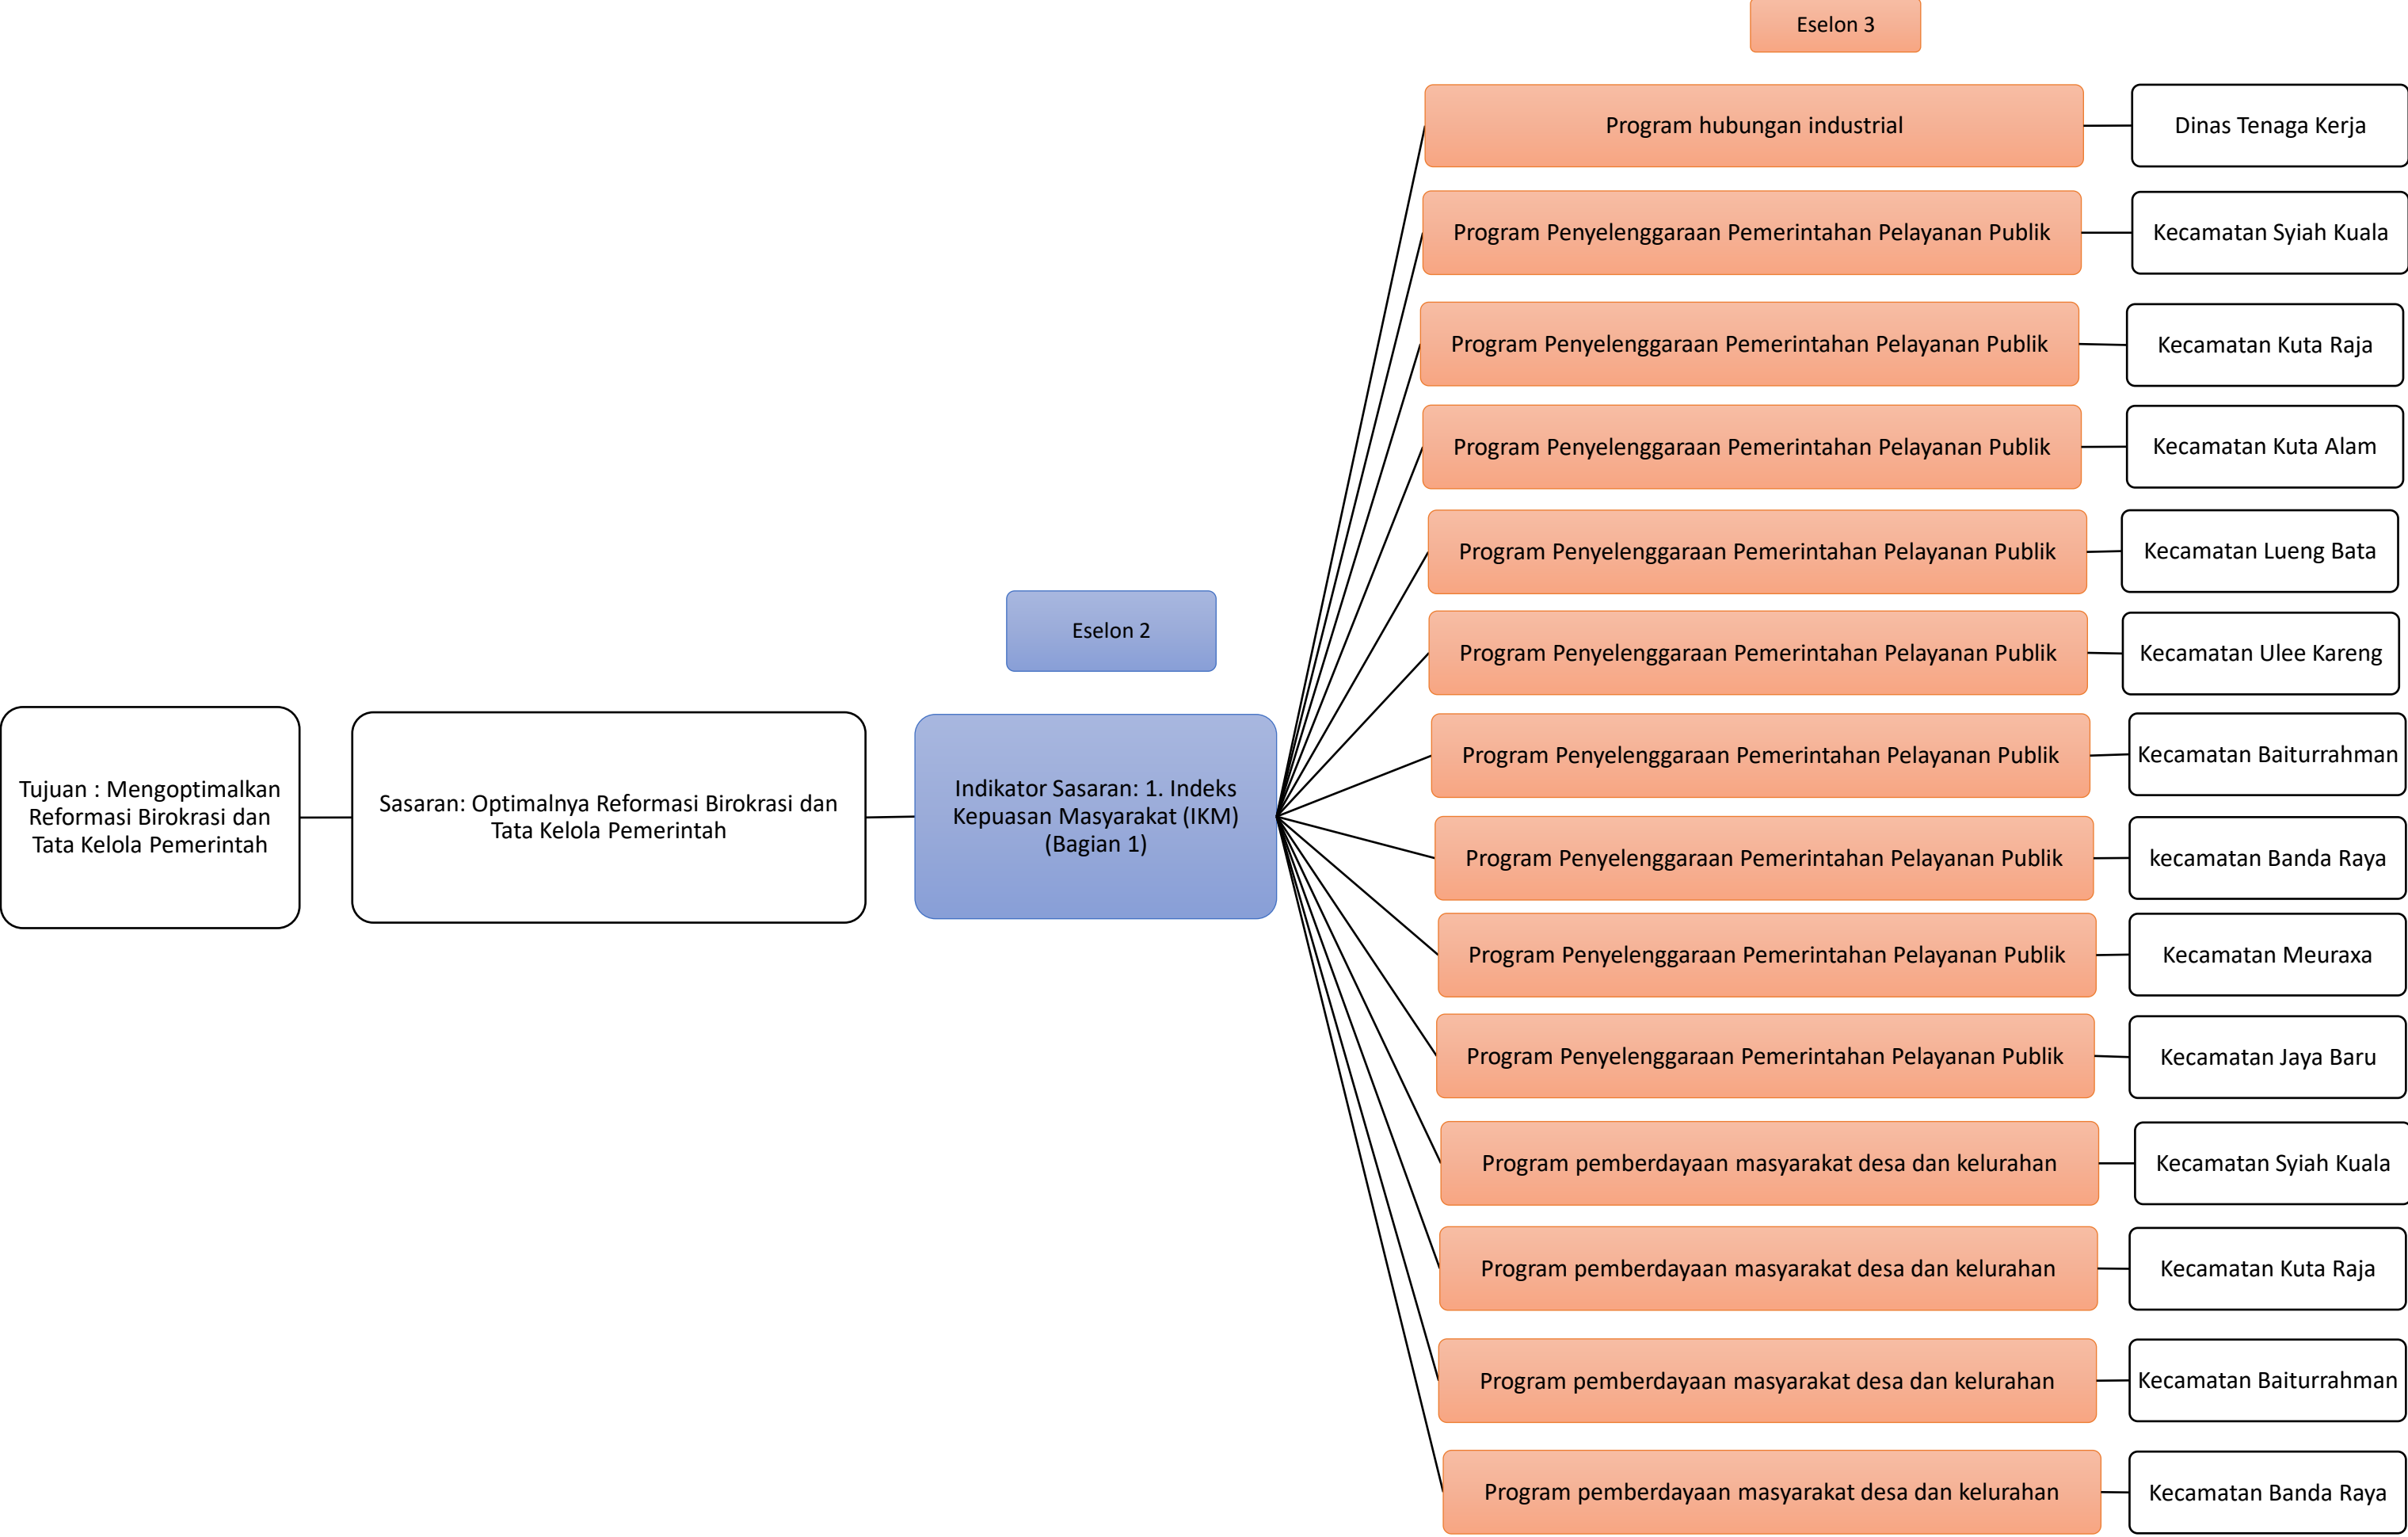 Eselon 3
Program hubungan industrial
Dinas Tenaga Kerja
Program Penyelenggaraan Pemerintahan Pelayanan Publik
Kecamatan Syiah Kuala
Program Penyelenggaraan Pemerintahan Pelayanan Publik
Kecamatan Kuta Raja
Program Penyelenggaraan Pemerintahan Pelayanan Publik
Kecamatan Kuta Alam
Program Penyelenggaraan Pemerintahan Pelayanan Publik
Kecamatan Lueng Bata
Eselon 2
Program Penyelenggaraan Pemerintahan Pelayanan Publik
Kecamatan Ulee Kareng
Tujuan : Mengoptimalkan
Reformasi Birokrasi dan
Tata Kelola Pemerintah
Sasaran: Optimalnya Reformasi Birokrasi dan
Tata Kelola Pemerintah
Indikator Sasaran: 1. Indeks
Kepuasan Masyarakat (IKM)
(Bagian 1)
Program Penyelenggaraan Pemerintahan Pelayanan Publik
Kecamatan Baiturrahman
Program Penyelenggaraan Pemerintahan Pelayanan Publik
kecamatan Banda Raya
Program Penyelenggaraan Pemerintahan Pelayanan Publik
Kecamatan Meuraxa
Program Penyelenggaraan Pemerintahan Pelayanan Publik
Kecamatan Jaya Baru
Program pemberdayaan masyarakat desa dan kelurahan
Kecamatan Syiah Kuala
Program pemberdayaan masyarakat desa dan kelurahan
Kecamatan Kuta Raja
Program pemberdayaan masyarakat desa dan kelurahan
Kecamatan Baiturrahman
Program pemberdayaan masyarakat desa dan kelurahan
Kecamatan Banda Raya